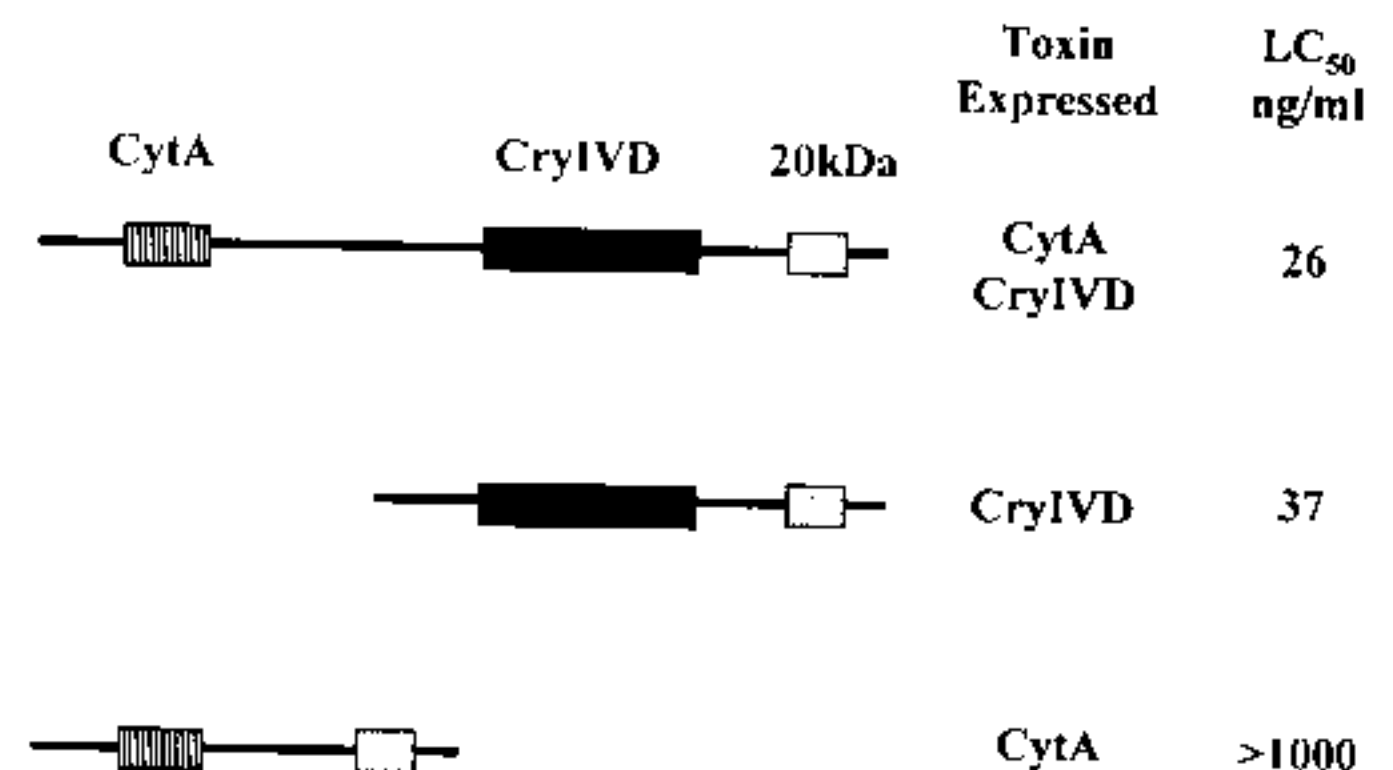 Toxin LC50
Expressed ng/ml
CytA CryIVD 20kDa
CytA
CryIVD 26
CryIVD 37
CytA >1000